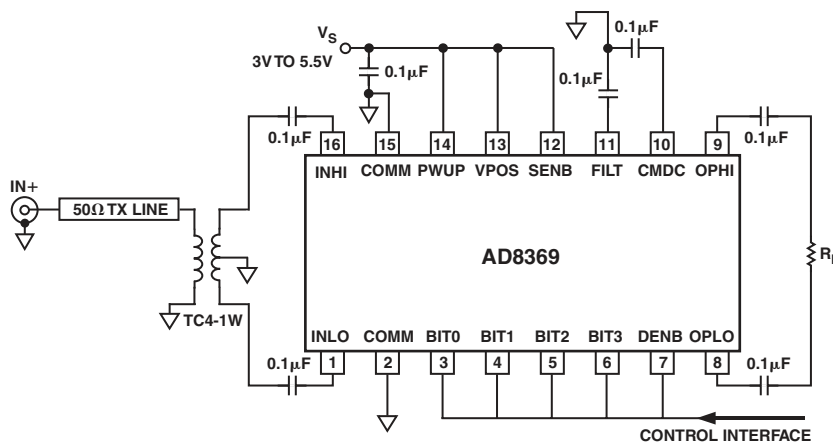 V_S
3V TO 5.5V
0.1μF
0.1μF
0.1μF
0.1μF
0.1μF
16 15 14 13 12 11 10 9
INHI COMM PWUP VPOS SENB FILT CMDC OPHI
IN+
50Ω TX LINE
AD8369
TC4-1W
INLO COMM BIT0 BIT1 BIT2 BIT3 DENB OPLO
1 2 3 4 5 6 7 8
0.1μF
0.1μF
CONTROL INTERFACE